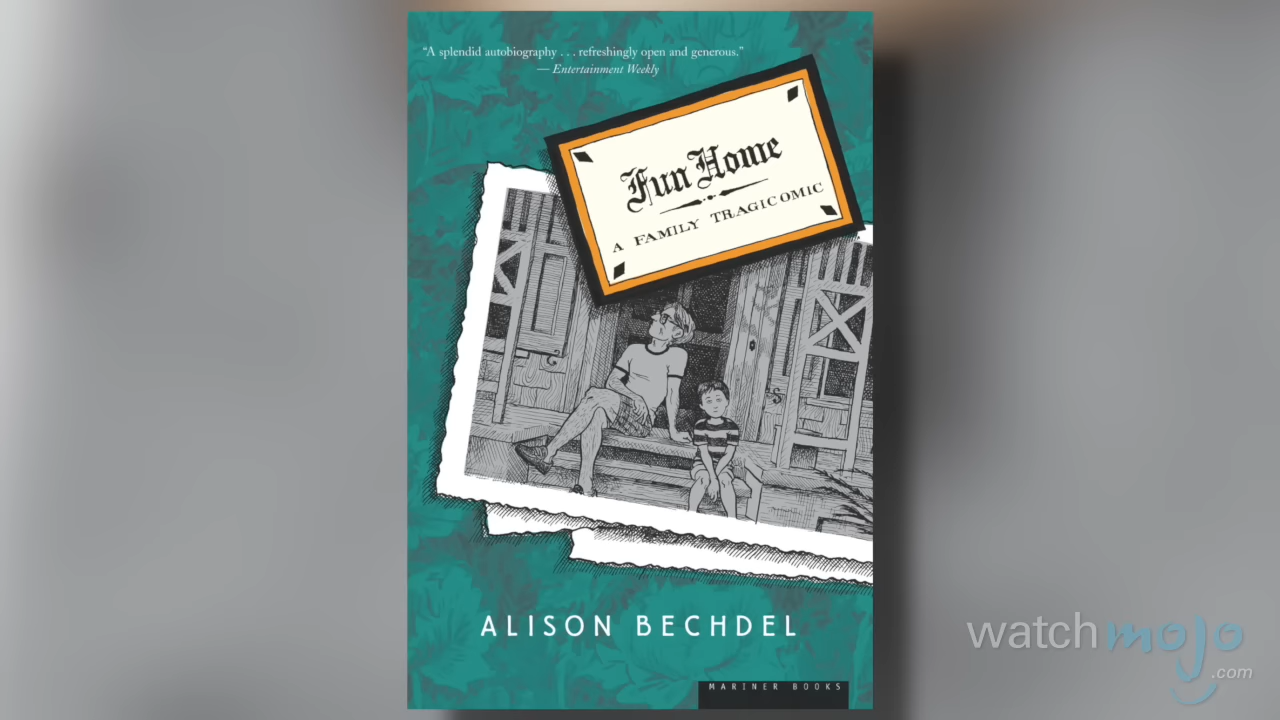 “A splendid autobiography . . . refreshingly open and generous.”
— Entertainment Weekly
Fun Home
A FAMILY TRAGICOMIC
ALISON BECHDEL
MARINER BOOKS
watchmojo
.com